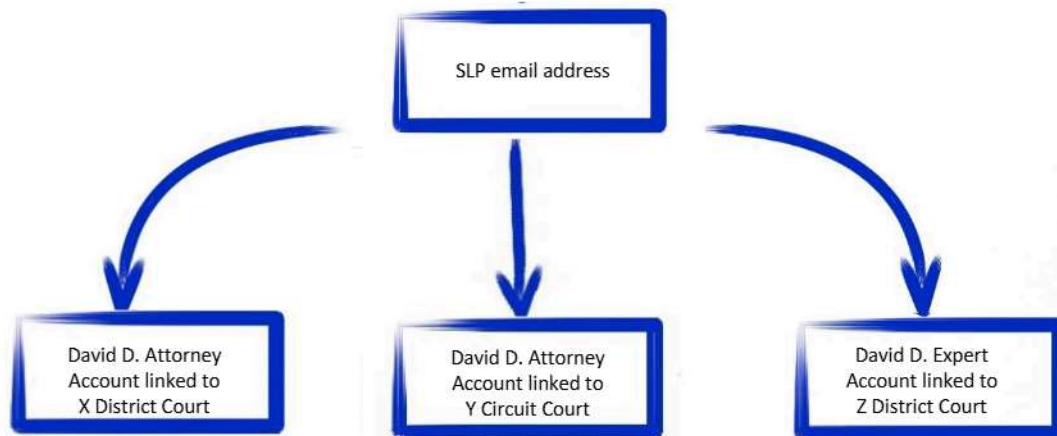 SLP email address
David D. Attorney
Account linked to
X District Court
David D. Attorney
Account linked to
Y Circuit Court
David D. Expert
Account linked to
Z District Court